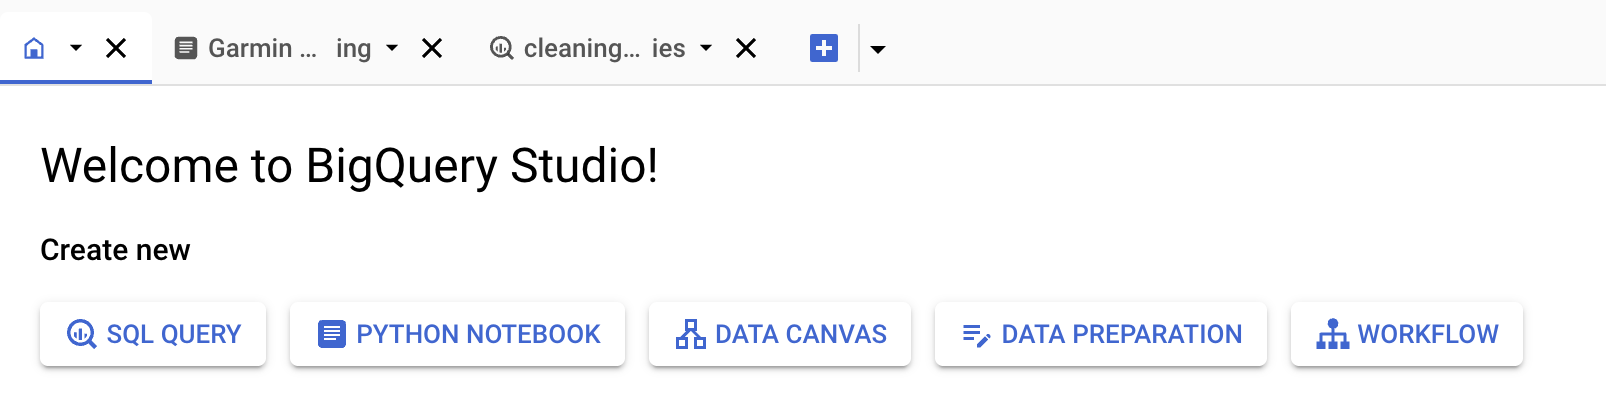 Garmin ... ing cleaning... ies
Welcome to BigQuery Studio!
Create new
SQL QUERY PYTHON NOTEBOOK DATA CANVAS DATA PREPARATION WORKFLOW